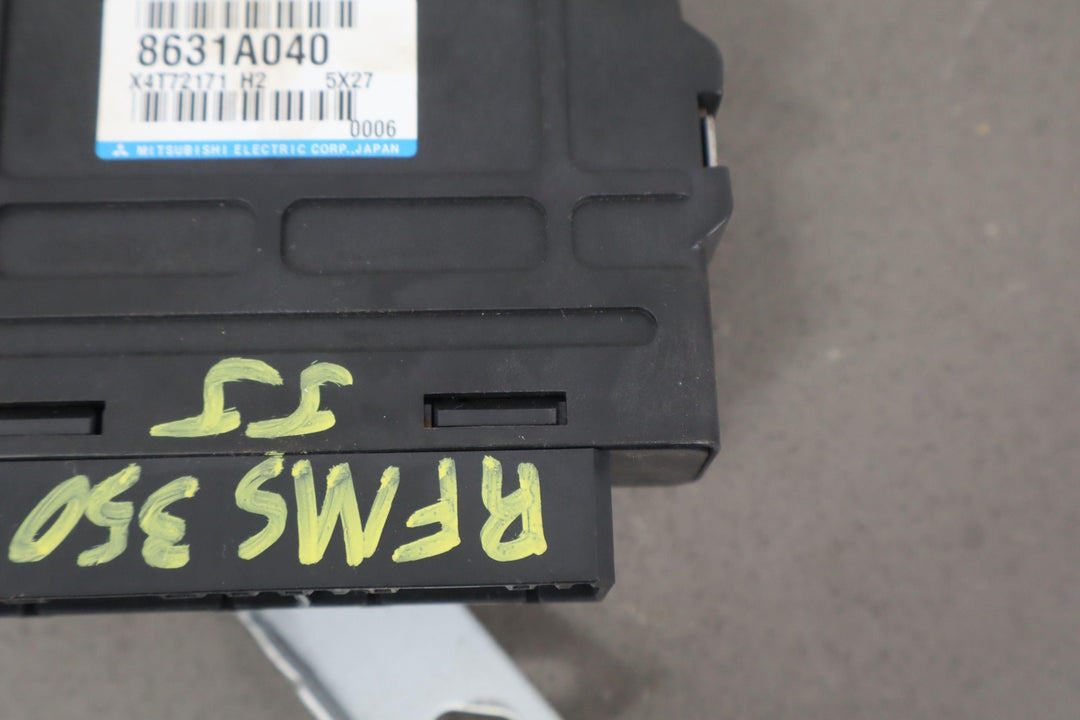 8631A040
X4T72171 H2 5X27
0006
MITSUBISHI ELECTRIC CORP.,JAPAN
RFMS 350
55